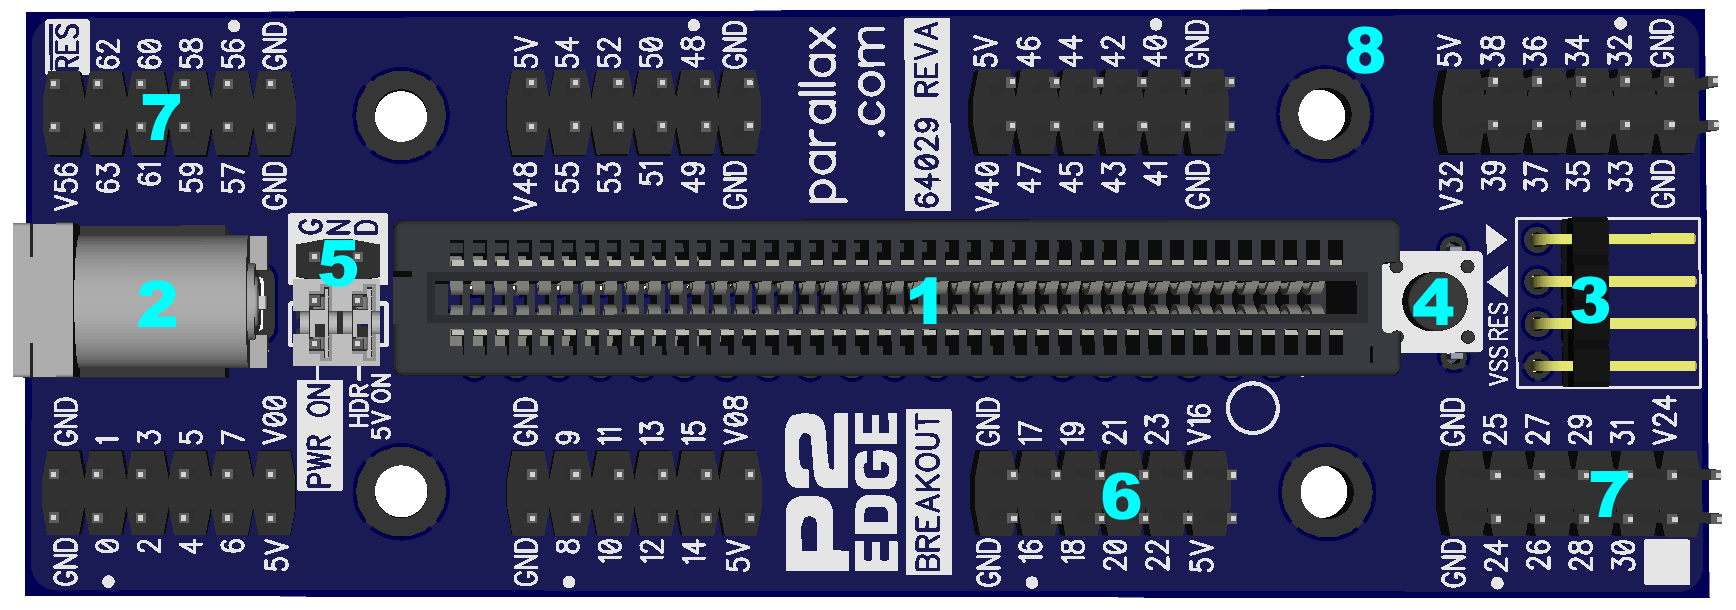 RES 62 60 58 56 GND
5V 54 52 50 48 GND
parallax
.com
64029 REVA
5V 46 44 42 40 GND
8
5V 38 36 34 32 GND
7
V56 63 61 59 57 GND
V48 55 53 51 49 GND
V40 47 45 43 41 GND
V32 39 37 35 33 GND
2
GND
5
1
4
VSS RES
3
PWR ON
HDR
5V ON
GND 1 3 5 7 V00
GND 9 11 13 15 V08
P2
EDGE
BREAKOUT
GND 17 19 21 23 V16
GND 25 27 29 31 V24
6
7
GND 0 2 4 6 5V
GND 8 10 12 14 5V
GND 16 18 20 22 5V
GND 24 26 28 30